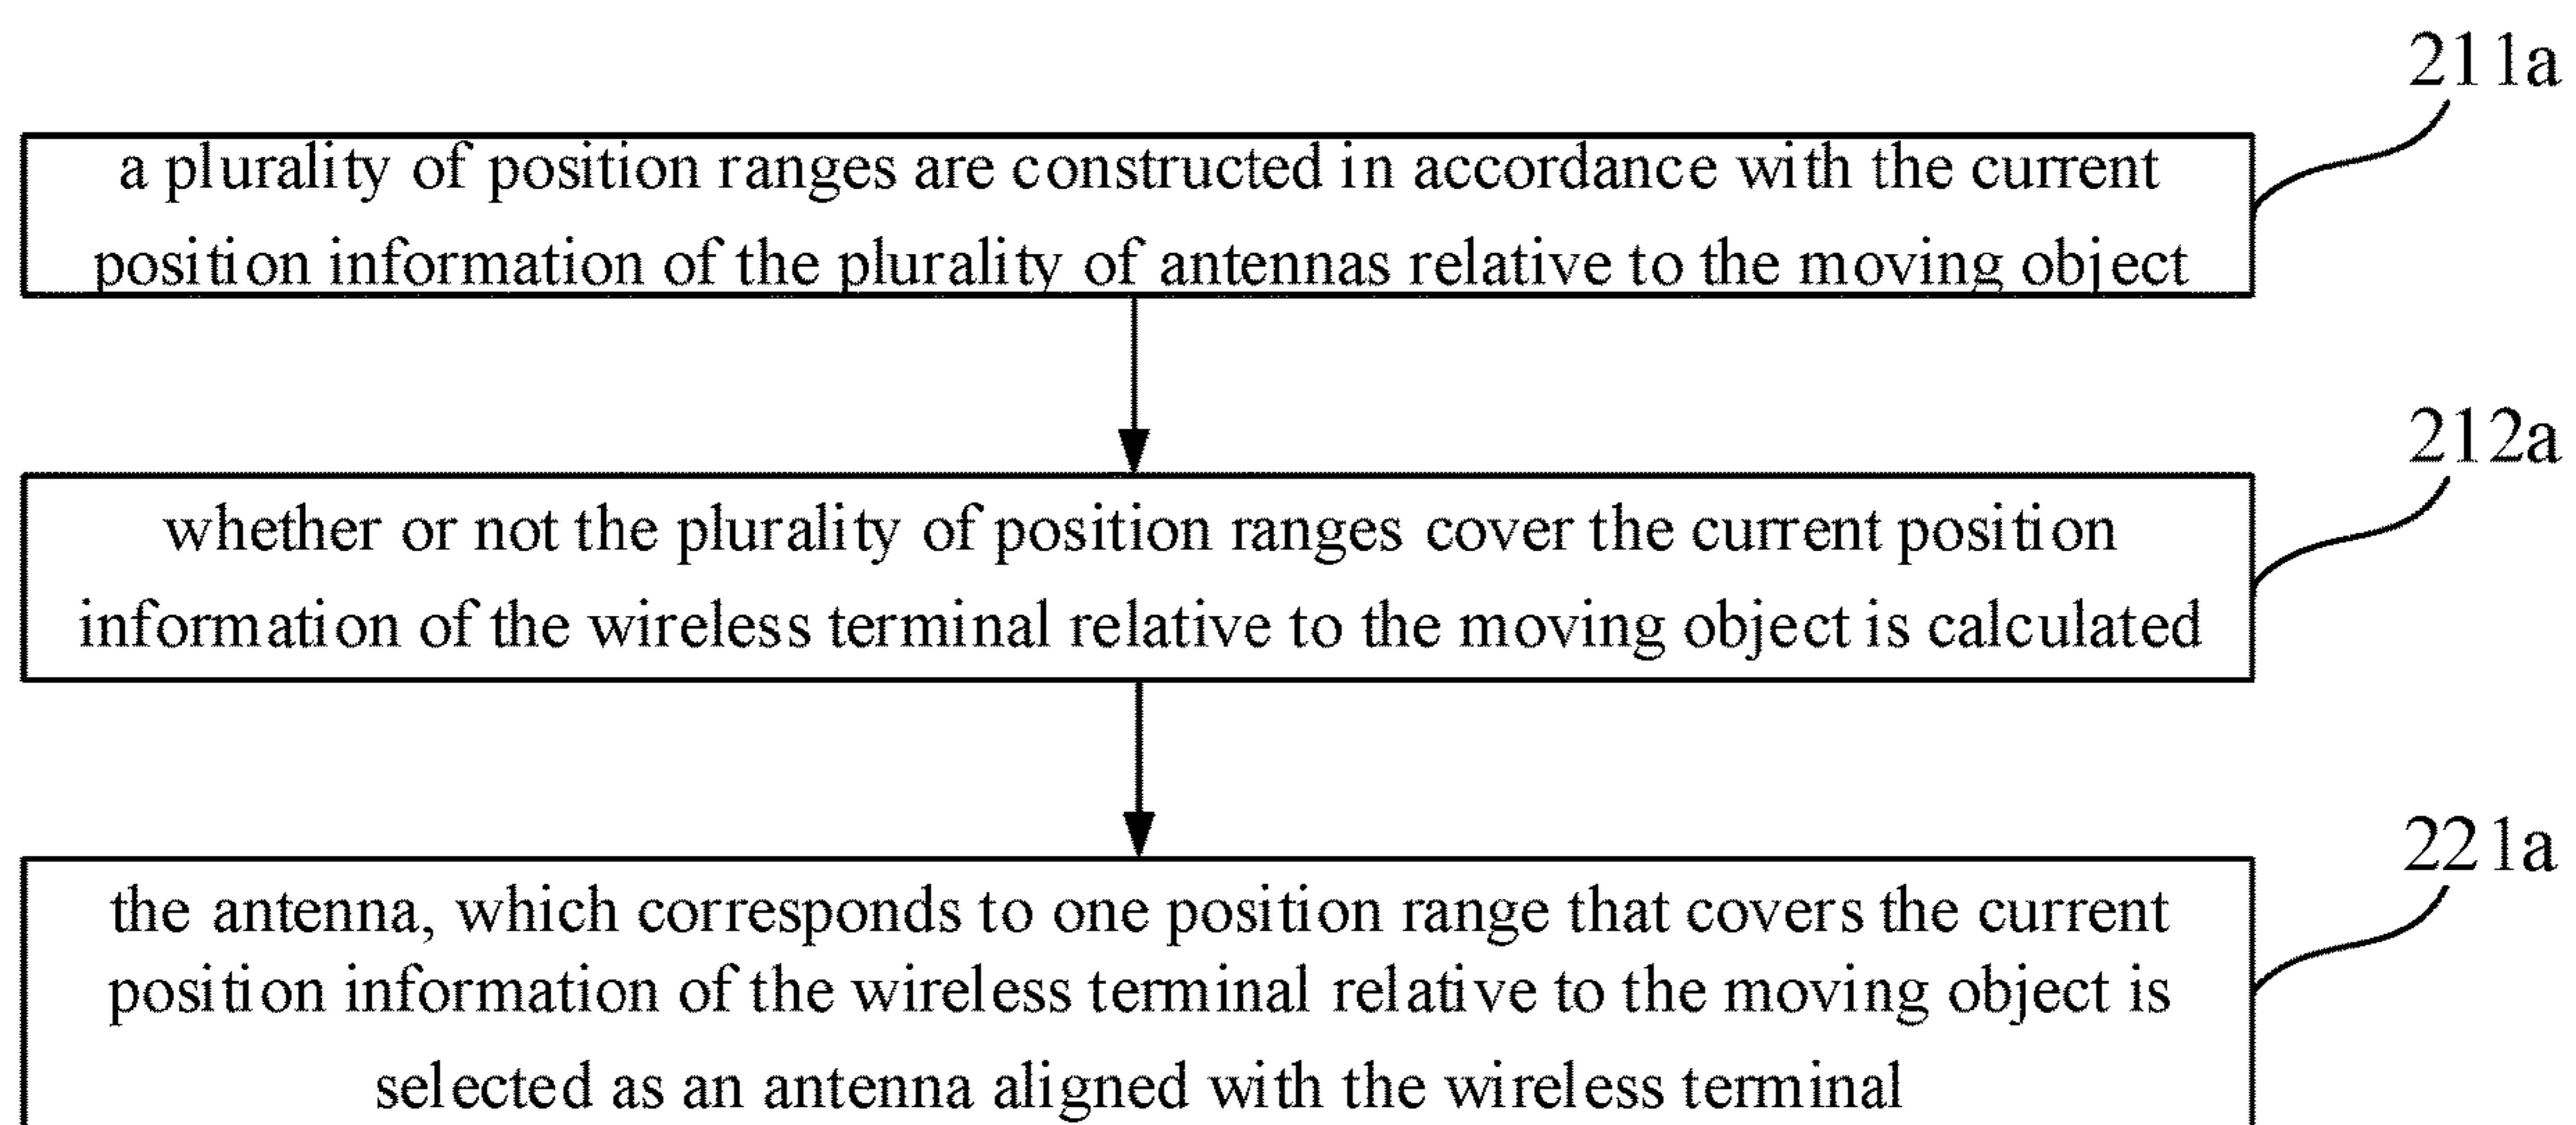 211a
a plurality of position ranges are constructed in accordance with the current
position information of the plurality of antennas relative to the moving object
212a
whether or not the plurality of position ranges cover the current position
information of the wireless terminal relative to the moving object is calculated
221a
the antenna, which corresponds to one position range that covers the current
position information of the wireless terminal relative to the moving object is
selected as an antenna aligned with the wireless terminal